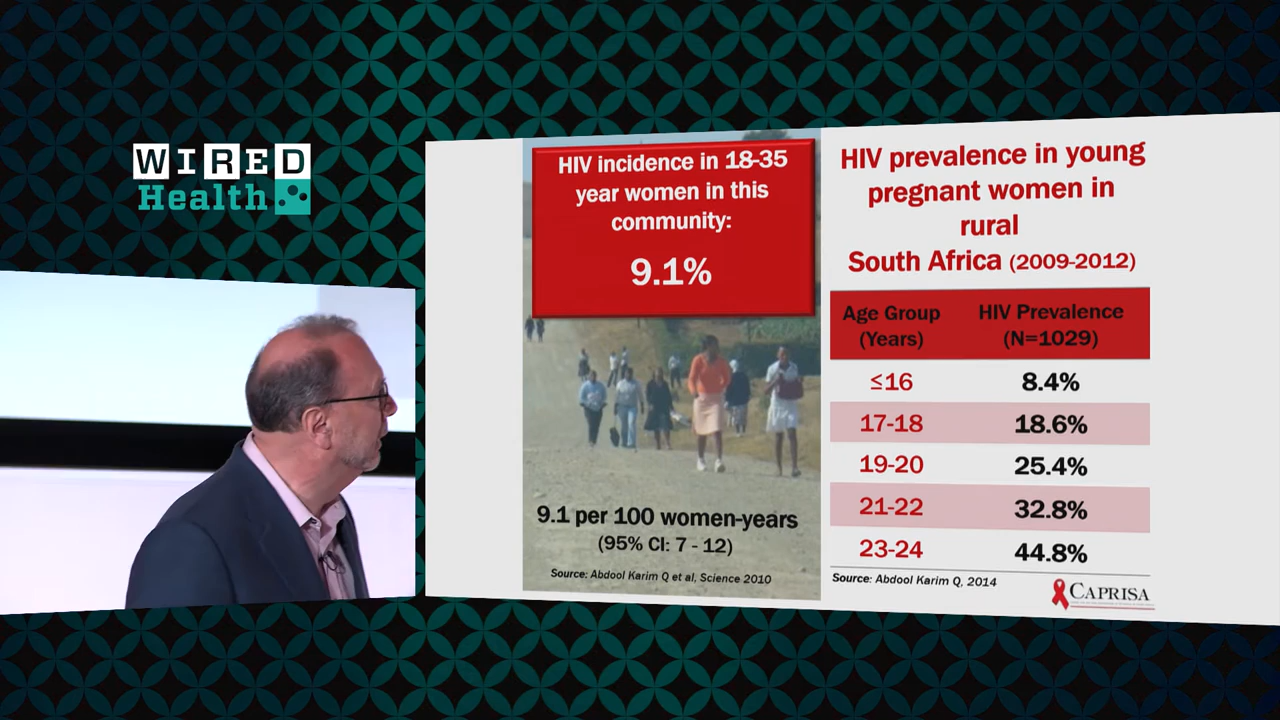 WIRED
Health
HIV incidence in 18-35
year women in this
community:
9.1%
9.1 per 100 women-years
(95% CI: 7 - 12)
Source: Abdool Karim Q et al, Science 2010
HIV prevalence in young
pregnant women in
rural
South Africa (2009-2012)
Age Group
(Years)
HIV Prevalence
(N=1029)
≤16 8.4%
17-18 18.6%
19-20 25.4%
21-22 32.8%
23-24 44.8%
Source: Abdool Karim Q, 2014
CAPRISA